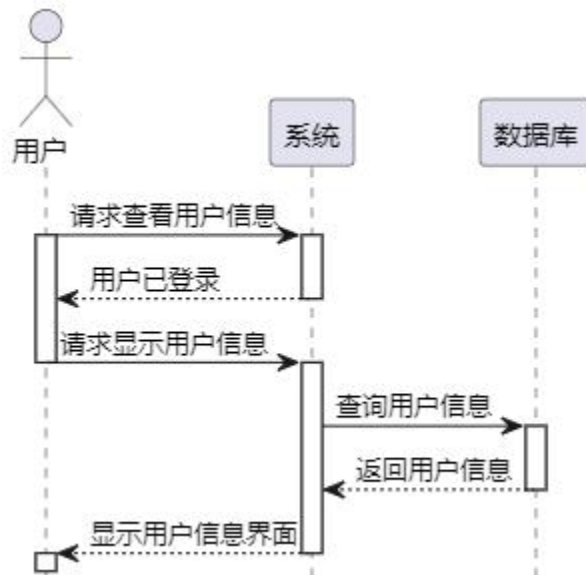 用户
系统
数据库
请求查看用户信息
用户已登录
请求显示用户信息
查询用户信息
返回用户信息
显示用户信息界面